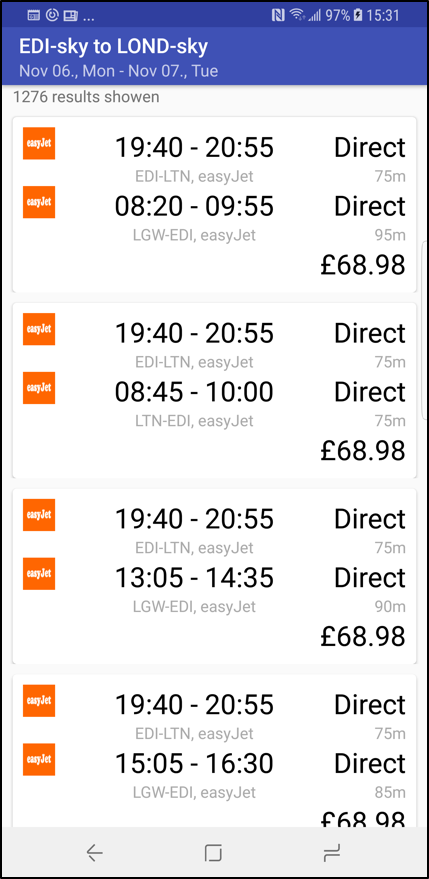 ... 97% 15:31
EDI-sky to LOND-sky
Nov 06., Mon - Nov 07., Tue
1276 results showen
easyJet 19:40 - 20:55 Direct
EDI-LTN, easyJet 75m
easyJet 08:20 - 09:55 Direct
LGW-EDI, easyJet 95m
£68.98
easyJet 19:40 - 20:55 Direct
EDI-LTN, easyJet 75m
easyJet 08:45 - 10:00 Direct
LTN-EDI, easyJet 75m
£68.98
easyJet 19:40 - 20:55 Direct
EDI-LTN, easyJet 75m
easyJet 13:05 - 14:35 Direct
LGW-EDI, easyJet 90m
£68.98
easyJet 19:40 - 20:55 Direct
EDI-LTN, easyJet 75m
easyJet 15:05 - 16:30 Direct
LGW-EDI, easyJet 85m
£68.98